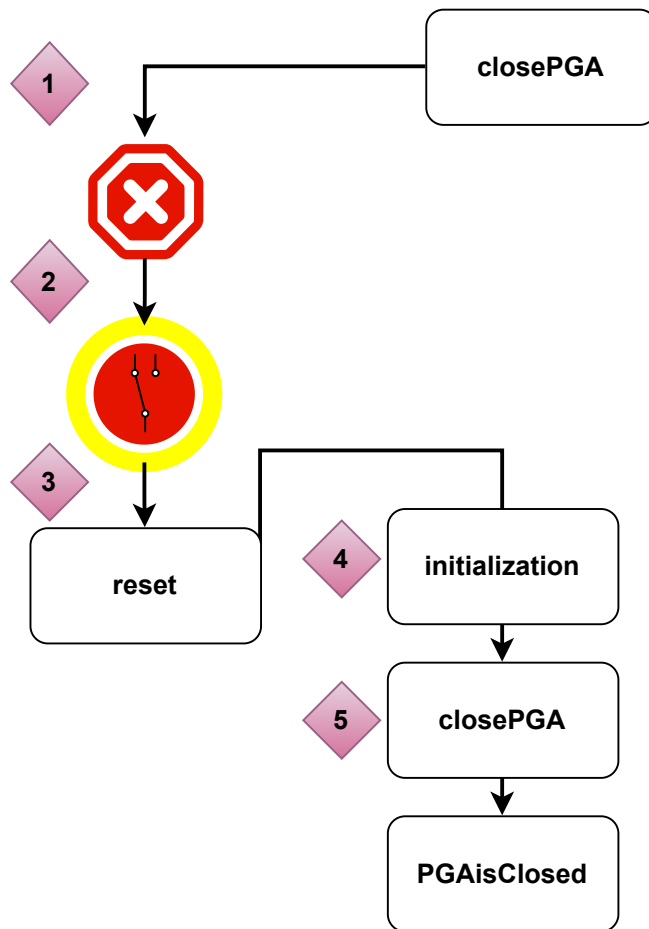 closePGA
1
2
3
reset
4
initialization
5
closePGA
PGAisClosed